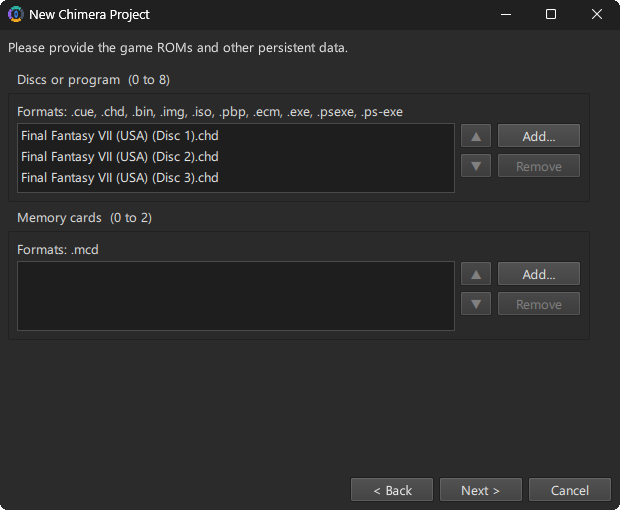 New Chimera Project
Please provide the game ROMs and other persistent data.
Discs or program (0 to 8)
Formats: .cue, .chd, .bin, .img, .iso, .pbp, .ecm, .exe, .psexe, .ps-exe
Final Fantasy VII (USA) (Disc 1).chd
Final Fantasy VII (USA) (Disc 2).chd
Final Fantasy VII (USA) (Disc 3).chd
▲ Add...
▼ Remove
Memory cards (0 to 2)
Formats: .mcd
▲ Add...
▼ Remove
< Back Next > Cancel